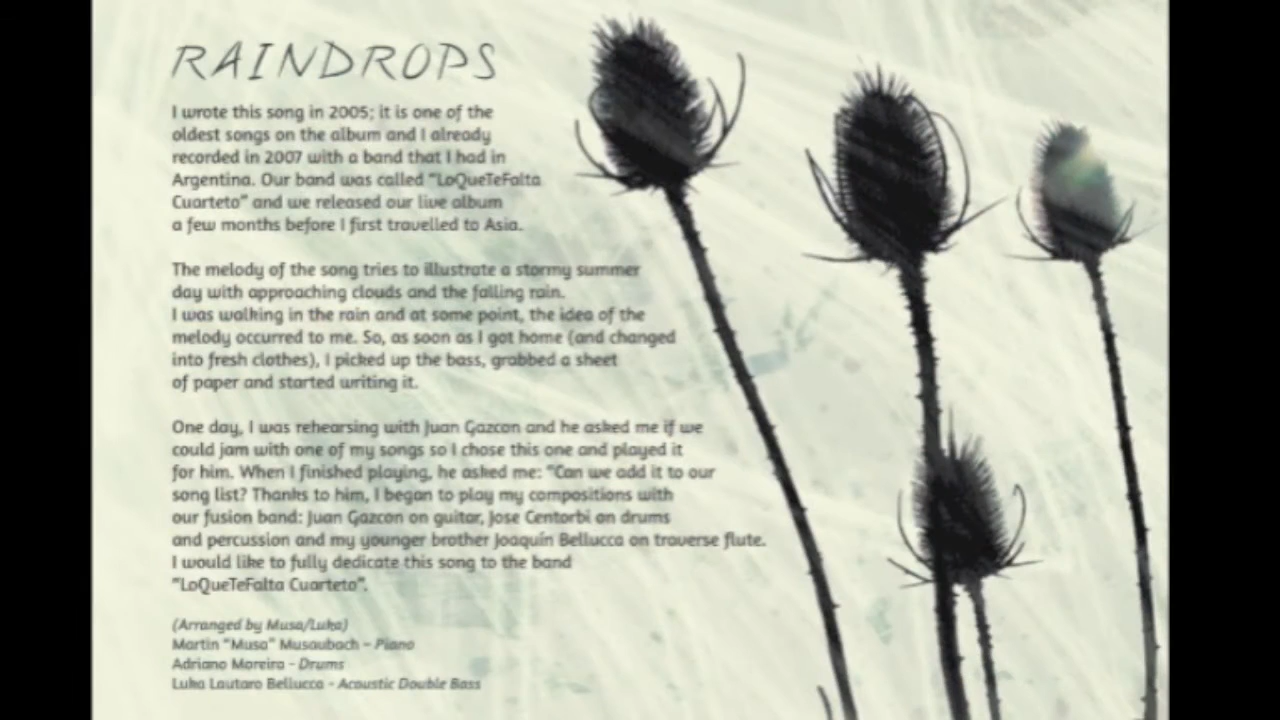 RAINDROPS
I wrote this song in 2005; it is one of the
oldest songs on the album and I already
recorded in 2007 with a band that I had in
Argentina. Our band was called "LoQueTeFalta
Cuarteto" and we released our live album
a few months before I first travelled to Asia.
The melody of the song tries to illustrate a stormy summer
day with approaching clouds and the falling rain.
I was walking in the rain and at some point, the idea of the
melody occurred to me. So, as soon as I got home (and changed
into fresh clothes), I picked up the bass, grabbed a sheet
of paper and started writing it.
One day, I was rehearsing with Juan Gazcon and he asked me if we
could jam with one of my songs so I chose this one and played it
for him. When I finished playing, he asked me: "Can we add it to our
song list? Thanks to him, I began to play my compositions with
our fusion band: Juan Gazcon on guitar, Jose Centorbi on drums
and percussion and my younger brother Joaquín Bellucca on traverse flute.
I would like to fully dedicate this song to the band
"LoQueTeFalta Cuarteto".
(Arranged by Musa/Luka)
Martin "Musa" Musaubach - Piano
Adriano Moreira - Drums
Luka Lautaro Bellucca - Acoustic Double Bass